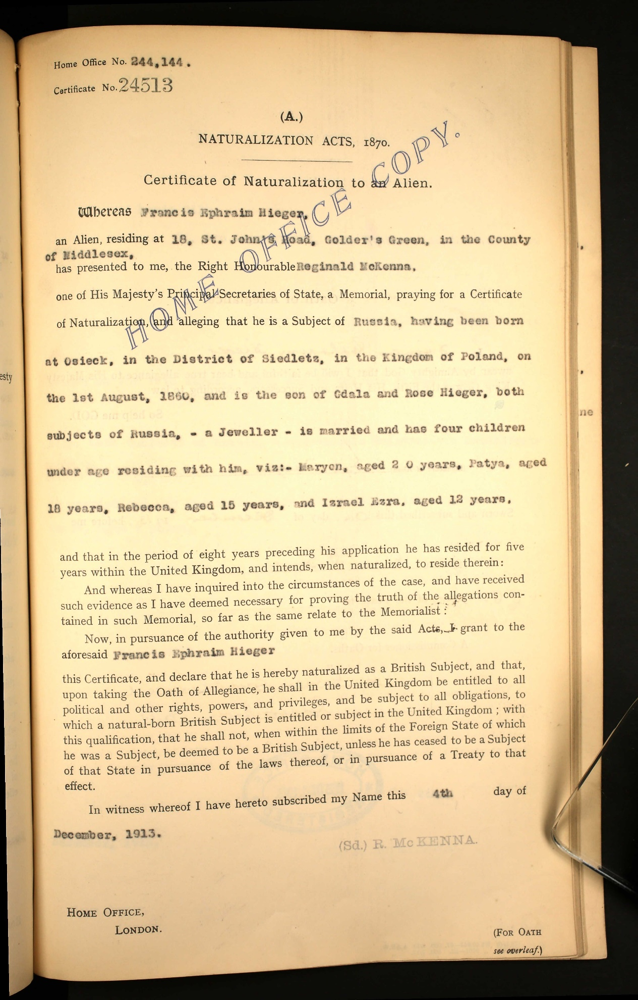 Home Office No. 244,144.
Certificate No. 24513
(A.)
NATURALIZATION ACTS, 1870.
Certificate of Naturalization to an Alien.
HOME OFFICE COPY.
Whereas Francis Ephraim Hieger,
an Alien, residing at 18, St. John's Road, Golder's Green, in the County
of Middlesex,
has presented to me, the Right Honourable Reginald McKenna,
one of His Majesty's Principal Secretaries of State, a Memorial, praying for a Certificate
of Naturalization, and alleging that he is a Subject of Russia, having been born
at Osieck, in the District of Siedletz, in the Kingdom of Poland, on
the 1st August, 1860, and is the son of Gdala and Rose Hieger, both
subjects of Russia, - a Jeweller - is married and has four children
under age residing with him, viz:- Maryon, aged 2 0 years, Patya, aged
18 years, Rebecca, aged 15 years, and Izrael Ezra, aged 12 years,
and that in the period of eight years preceding his application he has resided for five
years within the United Kingdom, and intends, when naturalized, to reside therein:
And whereas I have inquired into the circumstances of the case, and have received
such evidence as I have deemed necessary for proving the truth of the allegations con-
tained in such Memorial, so far as the same relate to the Memorialist:
Now, in pursuance of the authority given to me by the said Acts, I grant to the
aforesaid Francis Ephraim Hieger
this Certificate, and declare that he is hereby naturalized as a British Subject, and that,
upon taking the Oath of Allegiance, he shall in the United Kingdom be entitled to all
political and other rights, powers, and privileges, and be subject to all obligations, to
which a natural-born British Subject is entitled or subject in the United Kingdom; with
this qualification, that he shall not, when within the limits of the Foreign State of which
he was a Subject, be deemed to be a British Subject, unless he has ceased to be a Subject
of that State in pursuance of the laws thereof, or in pursuance of a Treaty to that
effect.
In witness whereof I have hereto subscribed my Name this 4th day of
December, 1913.
(Sd.) R. McKENNA.
HOME OFFICE,
LONDON.
(FOR OATH
see overleaf.)
esty
ne